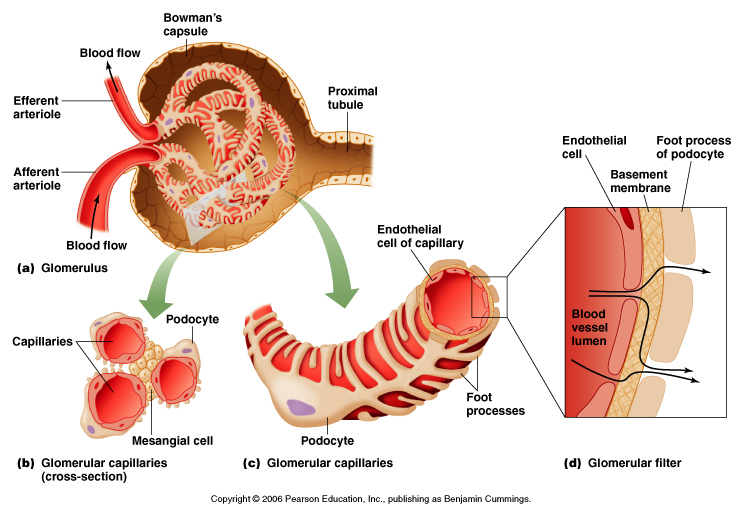 Bowman's
capsule
Blood flow
Efferent
arteriole
Proximal
tubule
Afferent
arteriole
Blood flow
(a) Glomerulus
Endothelial
cell of capillary
Endothelial
cell
Foot process
of podocyte
Basement
membrane
Blood
vessel
lumen
Podocyte
Capillaries
Mesangial cell
Foot
processes
Podocyte
(b) Glomerular capillaries
(cross-section)
(c) Glomerular capillaries
(d) Glomerular filter
Copyright © 2006 Pearson Education, Inc., publishing as Benjamin Cummings.